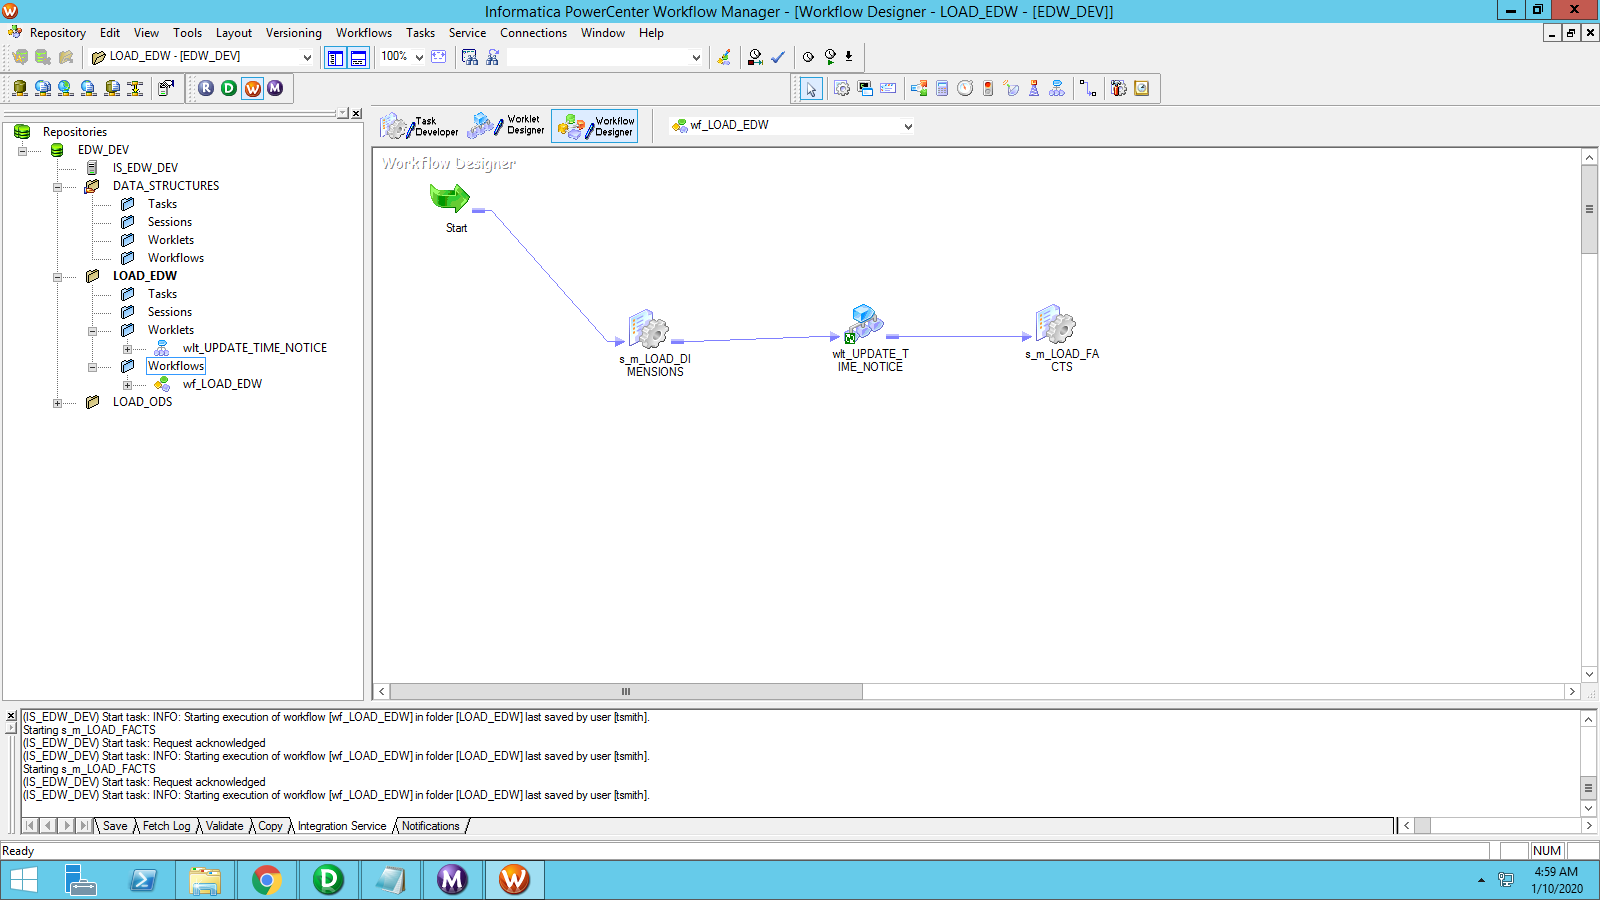 Informatica PowerCenter Workflow Manager - [Workflow Designer - LOAD_EDW - [EDW_DEV]]
Repository Edit View Tools Layout Versioning Workflows Tasks Service Connections Window Help
LOAD_EDW - [EDW_DEV]
100%
R D W M
Task Developer
Worklet Designer
Workflow Designer
wf_LOAD_EDW
Repositories
EDW_DEV
IS_EDW_DEV
DATA_STRUCTURES
Tasks
Sessions
Worklets
Workflows
LOAD_EDW
Tasks
Sessions
Worklets
wlt_UPDATE_TIME_NOTICE
Workflows
wf_LOAD_EDW
LOAD_ODS
Workflow Designer
Start
s_m_LOAD_DI
MENSIONS
wlt_UPDATE_T
IME_NOTICE
s_m_LOAD_FA
CTS
(IS_EDW_DEV) Start task: INFO: Starting execution of workflow [wf_LOAD_EDW] in folder [LOAD_EDW] last saved by user [tsmith].
Starting s_m_LOAD_FACTS
(IS_EDW_DEV) Start task: Request acknowledged
(IS_EDW_DEV) Start task: INFO: Starting execution of workflow [wf_LOAD_EDW] in folder [LOAD_EDW] last saved by user [tsmith].
Starting s_m_LOAD_FACTS
(IS_EDW_DEV) Start task: Request acknowledged
(IS_EDW_DEV) Start task: INFO: Starting execution of workflow [wf_LOAD_EDW] in folder [LOAD_EDW] last saved by user [tsmith].
Save Fetch Log Validate Copy Integration Service Notifications
Ready
NUM
D M W
4:59 AM
1/10/2020